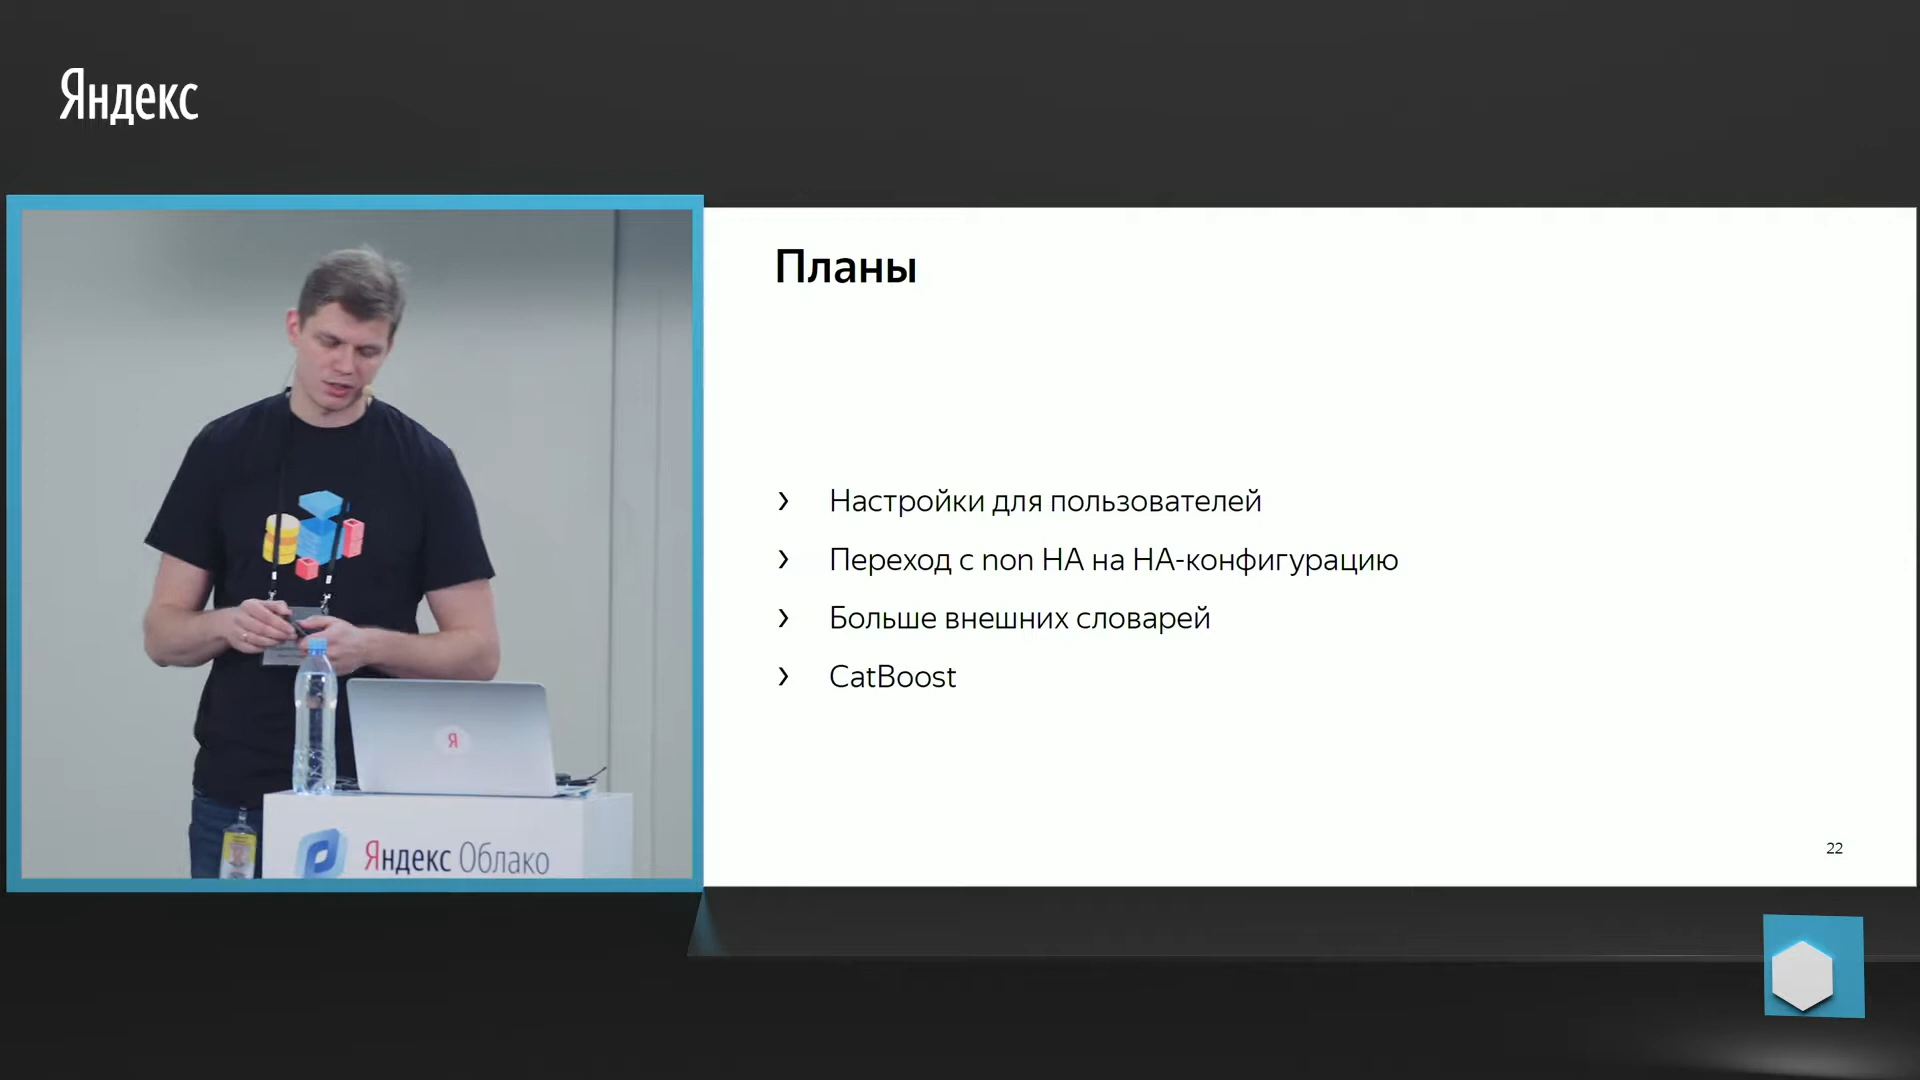 Яндекс
Планы
› Настройки для пользователей
› Переход с non HA на HA-конфигурацию
› Больше внешних словарей
› CatBoost
22
Я
Яндекс Облако